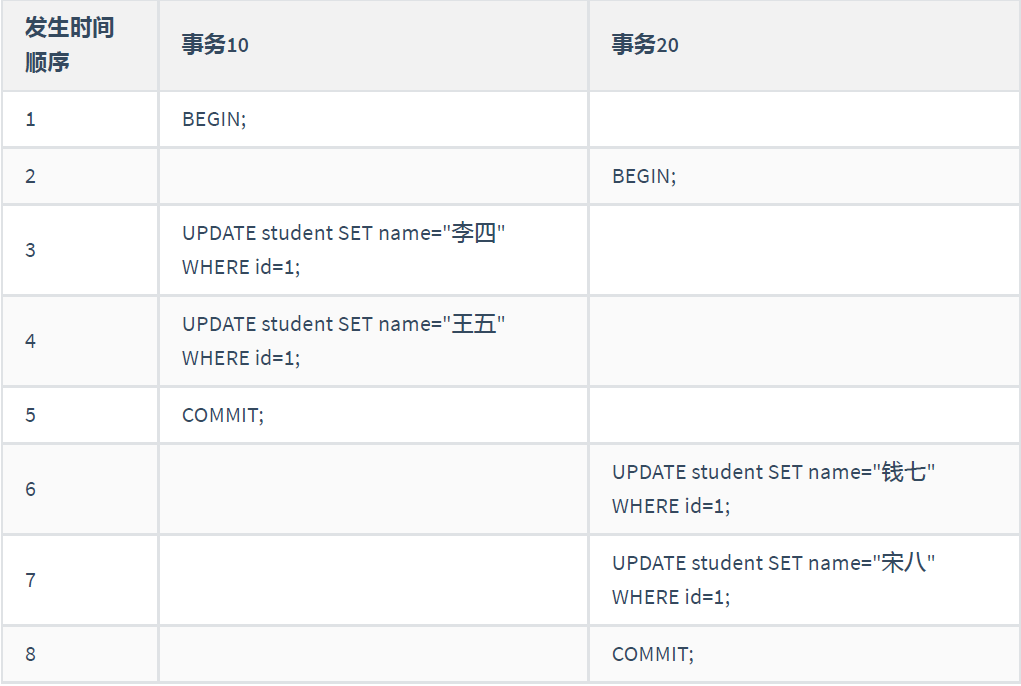 发生时间
顺序
事务10
事务20
1
BEGIN;
2
BEGIN;
3
UPDATE student SET name="李四"
WHERE id=1;
4
UPDATE student SET name="王五"
WHERE id=1;
5
COMMIT;
6
UPDATE student SET name="钱七"
WHERE id=1;
7
UPDATE student SET name="宋八"
WHERE id=1;
8
COMMIT;